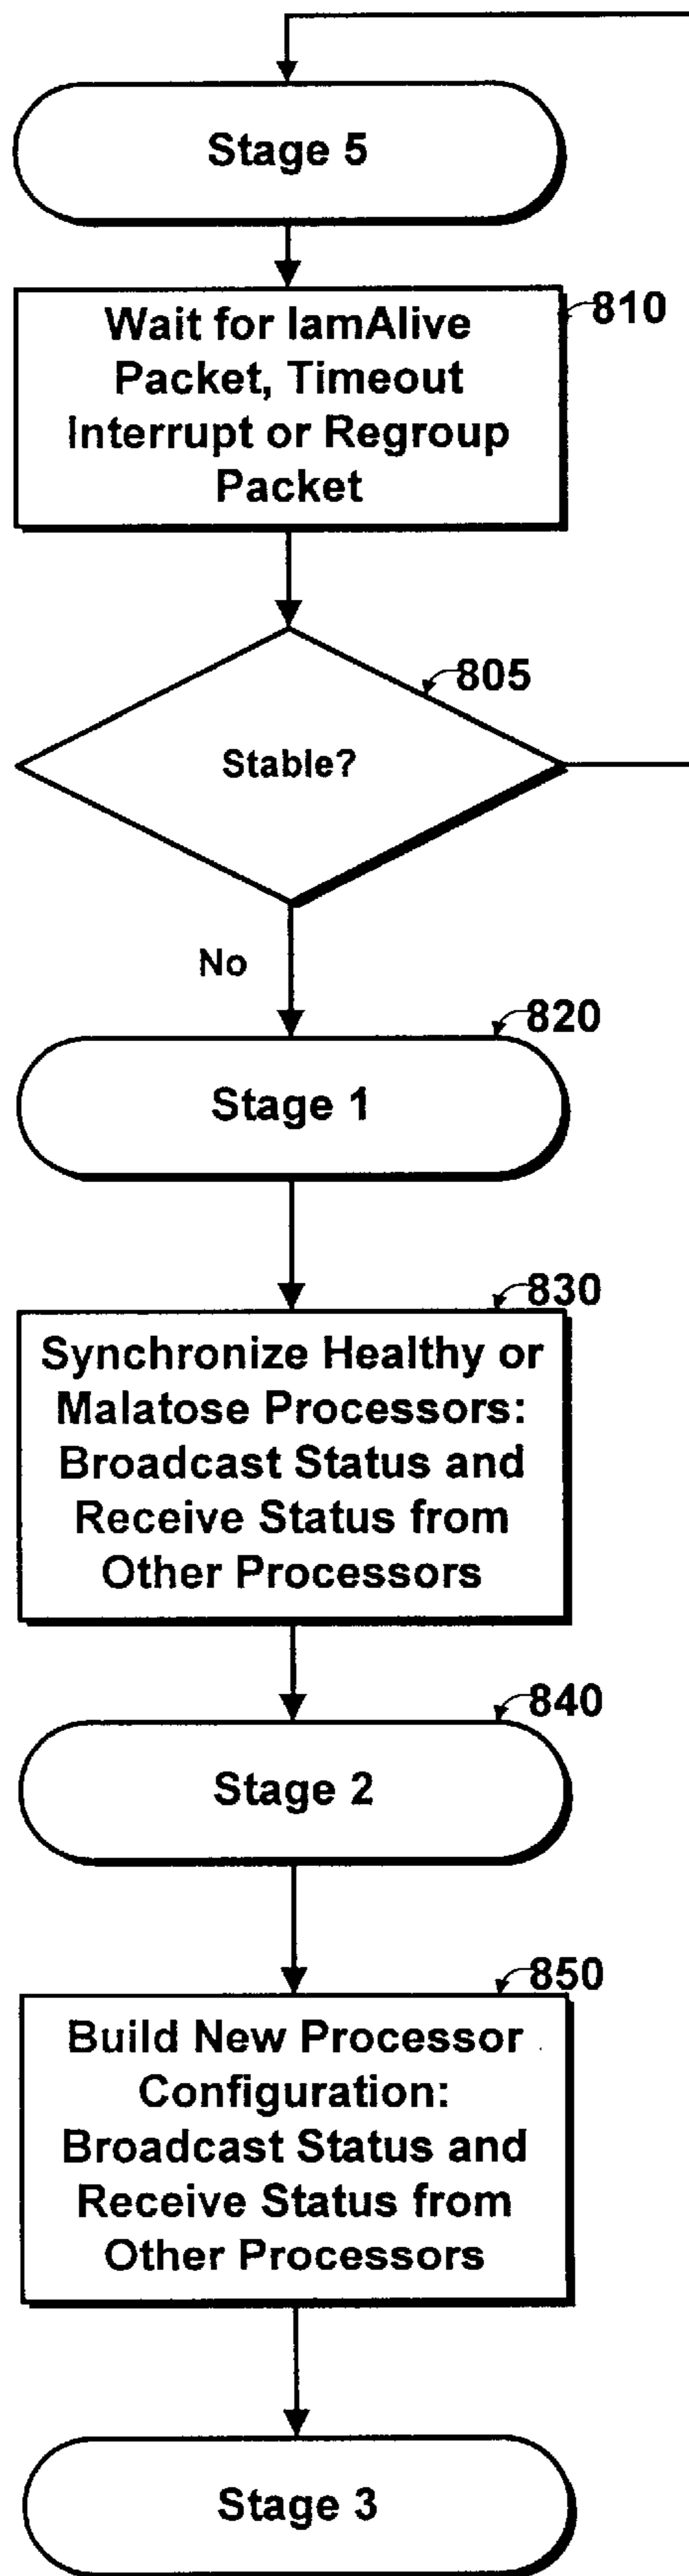 Stage 5
810
Wait for IamAlive
Packet, Timeout
Interrupt or Regroup
Packet
805
Stable?
No
820
Stage 1
830
Synchronize Healthy or
Malatose Processors:
Broadcast Status and
Receive Status from
Other Processors
840
Stage 2
850
Build New Processor
Configuration:
Broadcast Status and
Receive Status from
Other Processors
Stage 3